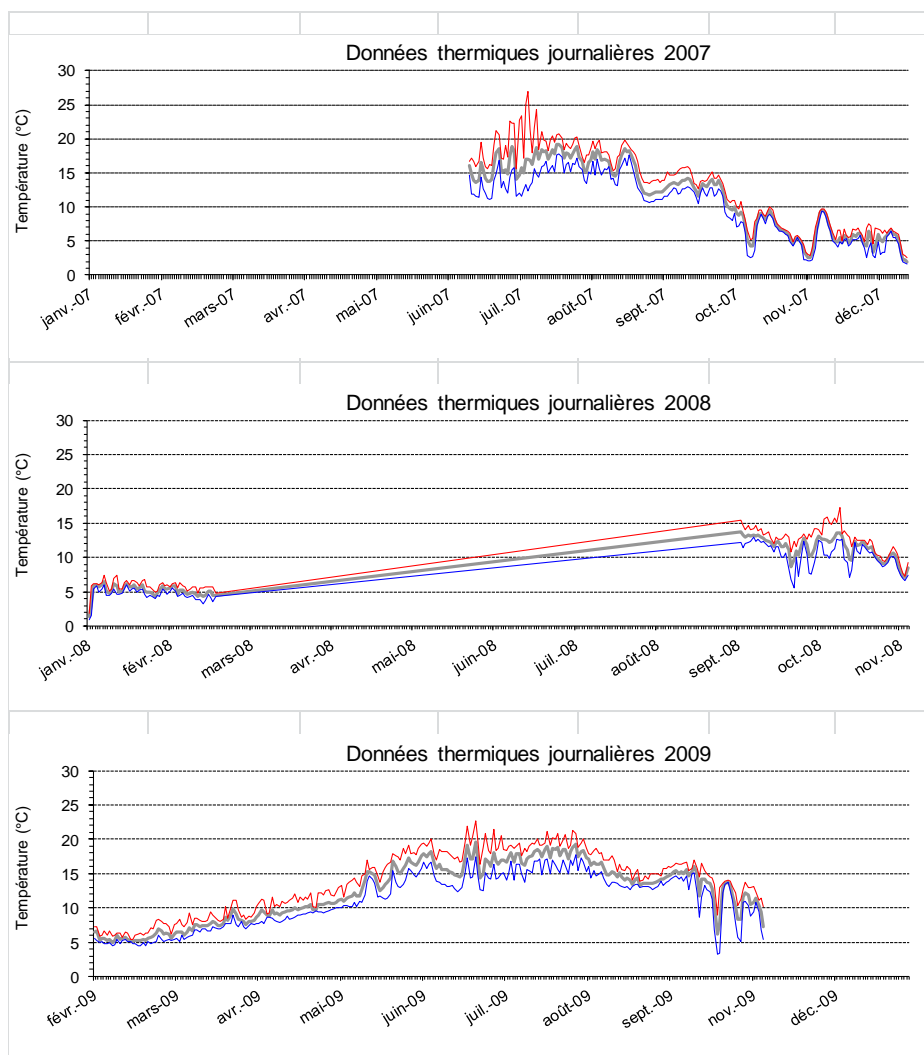 Données thermiques journalières 2007
Température (°C)
30
25
20
15
10
5
0
janv.-07
févr.-07
mars-07
avr.-07
mai-07
juin-07
juil.-07
août-07
sept.-07
oct.-07
nov.-07
déc.-07
Données thermiques journalières 2008
Température (°C)
30
25
20
15
10
5
0
janv.-08
févr.-08
mars-08
avr.-08
mai-08
juin-08
juil.-08
août-08
sept.-08
oct.-08
nov.-08
Données thermiques journalières 2009
Température (°C)
30
25
20
15
10
5
0
févr.-09
mars-09
avr.-09
mai-09
juin-09
juil.-09
août-09
sept.-09
nov.-09
déc.-09